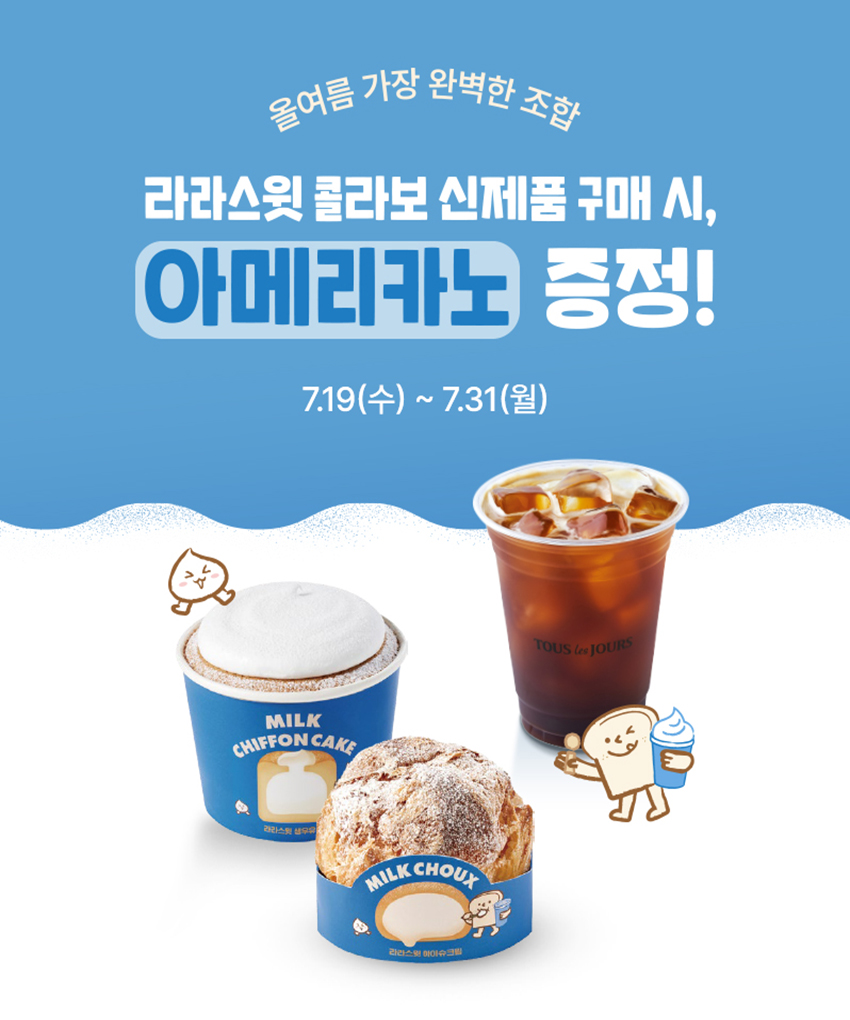 올여름 가장 완벽한 조합
라라스윗 콜라보 신제품 구매 시,
아메리카노 증정!
7.19(수) ~ 7.31(월)
TOUS les JOURS
MILK
CHIFFON CAKE
라라스윗 생우유
MILK CHOUX
라라스윗